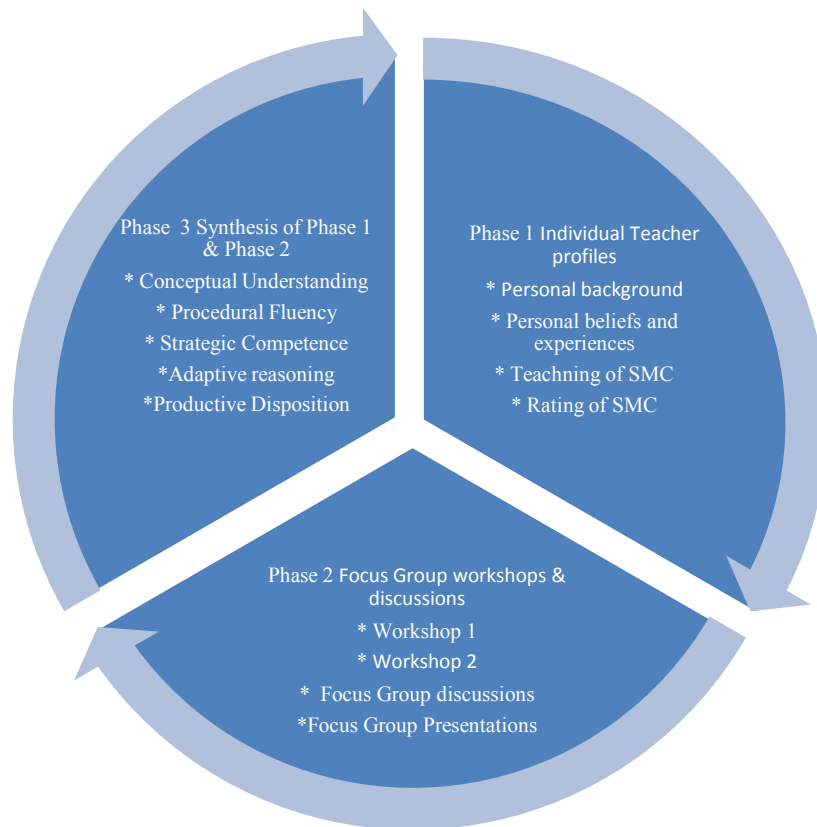 Phase 1 Individual Teacher
profiles
* Personal background
* Personal beliefs and
experiences
* Teachning of SMC
* Rating of SMC
Phase 2 Focus Group workshops &
discussions
* Workshop 1
* Workshop 2
* Focus Group discussions
*Focus Group Presentations
Phase 3 Synthesis of Phase 1
& Phase 2
* Conceptual Understanding
* Procedural Fluency
* Strategic Competence
*Adaptive reasoning
*Productive Disposition